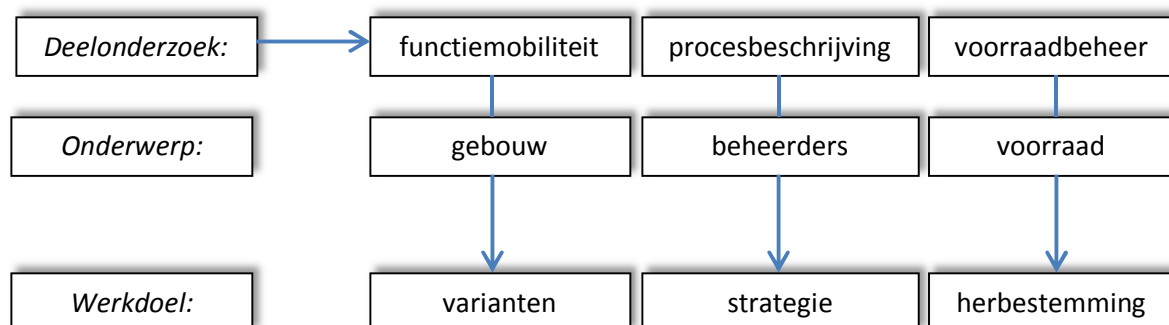 Deelonderzoek: functiemobiliteit procesbeschrijving voorraadbeheer
Onderwerp: gebouw beheerders voorraad
Werkdoel: varianten strategie herbestemming